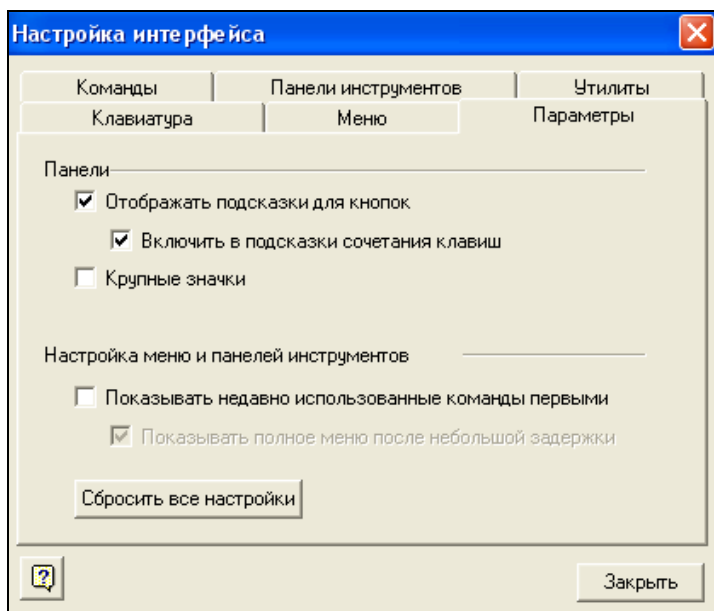 Настройка интерфейса
Команды Панели инструментов Утилиты
Клавиатура Меню Параметры
Панели
Отображать подсказки для кнопок
Включить в подсказки сочетания клавиш
Крупные значки
Настройка меню и панелей инструментов
Показывать недавно использованные команды первыми
Показывать полное меню после небольшой задержки
Сбросить все настройки
?
Закрыть